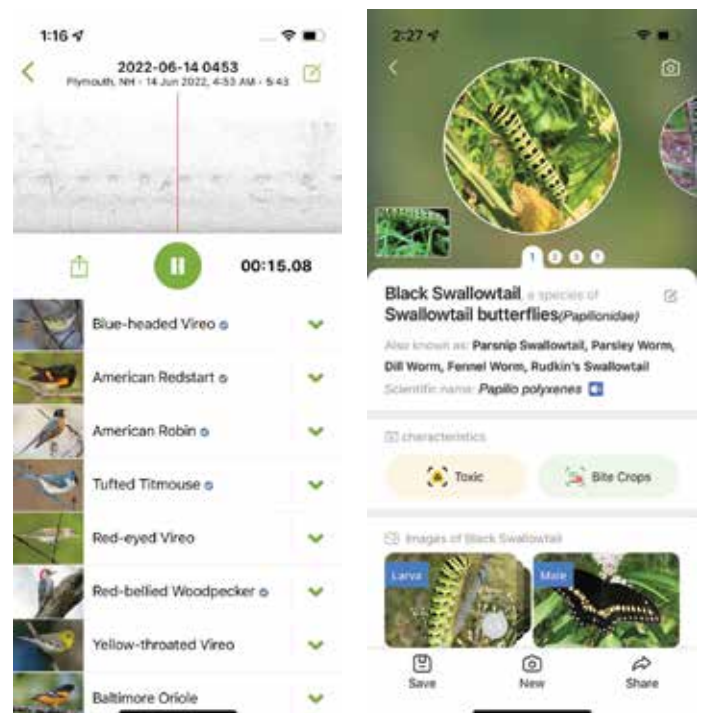 1:16
2022-06-14 0453
Plymouth, NH - 14 Jun 2022, 4:53 AM - 5:43
00:15.08
Blue-headed Vireo
American Redstart
American Robin
Tufted Titmouse
Red-eyed Vireo
Red-bellied Woodpecker
Yellow-throated Vireo
Baltimore Oriole
2:27
1
Black Swallowtail, a species of
Swallowtail butterflies(Papilionidae)
Also known as: Parsnip Swallowtail, Parsley Worm,
Dill Worm, Fennel Worm, Rudkin's Swallowtail
Scientific name: Papilio polyxenes
characteristics
Toxic
Bite Crops
Images of Black Swallowtail
Larva
Male
Save
New
Share